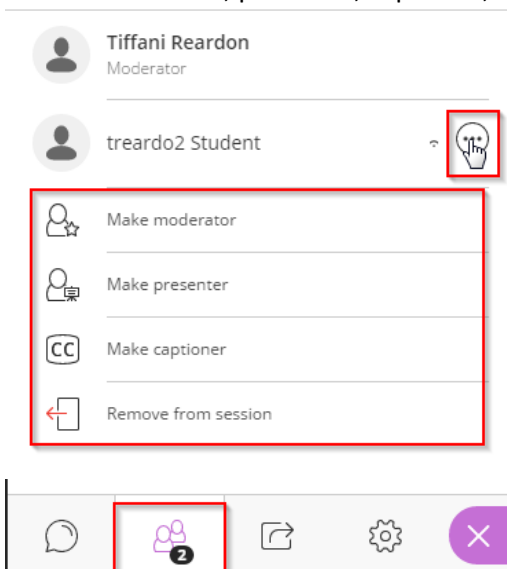 Tiffani Reardon
Moderator
treardo2 Student
Make moderator
Make presenter
CC
Make captioner
Remove from session
2